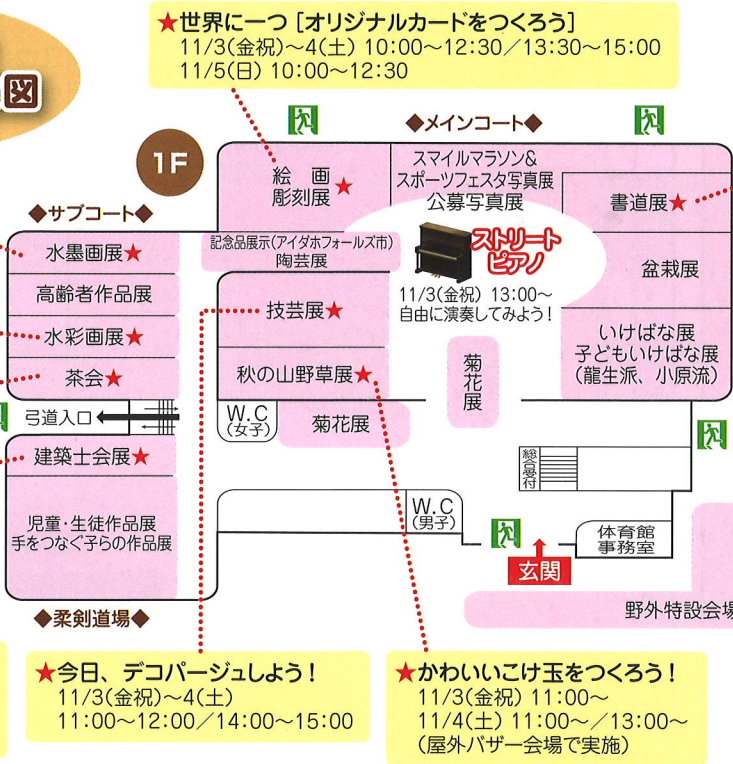 図
★世界に一つ [オリジナルカードをつくろう]
11/3(金祝)～4(土) 10:00～12:30／13:30～15:00
11/5(日) 10:00～12:30
1F
◆メインコート◆
絵 画
彫刻展★
スマイルマラソン&
スポーツフェスタ写真展
公募写真展
書道展★
◆サブコート◆
水墨画展★
高齢者作品展
水彩画展★
茶会★
記念品展示(アイダホフォールズ市)
陶芸展
ストリート
ピアノ
11/3(金祝) 13:00～
自由に演奏してみよう!
盆栽展
技芸展★
いけばな展
子どもいけばな展
(龍生派、小原流)
秋の山野草展★
菊花展
弓道入口
W.C
(女子)
菊花展
建築士会展★
総合受付
児童・生徒作品展
手をつなぐ子らの作品展
W.C
(男子)
体育館
事務室
玄関
◆柔剣道場◆
野外特設会場
★今日、デコパージュしよう!
11/3(金祝)～4(土)
11:00～12:00／14:00～15:00
★かわいいこけ玉をつくろう!
11/3(金祝) 11:00～
11/4(土) 11:00～／13:00～
(屋外バザー会場で実施)